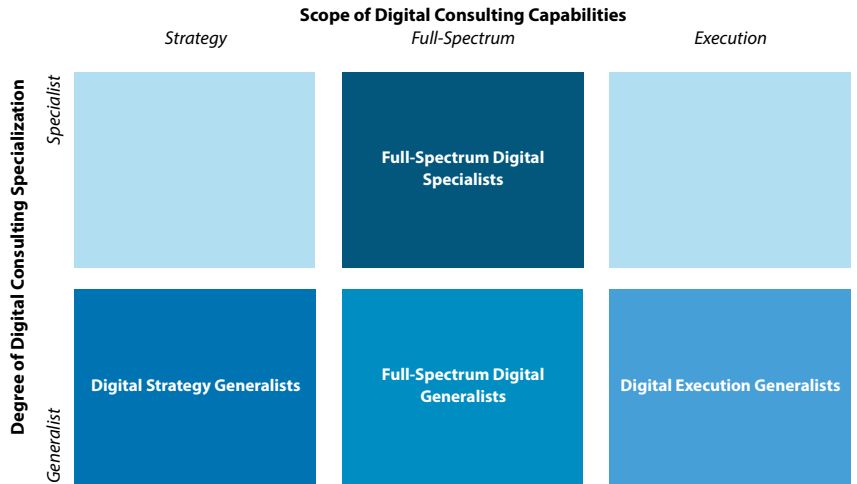 Scope of Digital Consulting Capabilities
Strategy
Full-Spectrum
Execution
Degree of Digital Consulting Specialization
Specialist
Full-Spectrum Digital
Specialists
Generalist
Digital Strategy Generalists
Full-Spectrum Digital
Generalists
Digital Execution Generalists